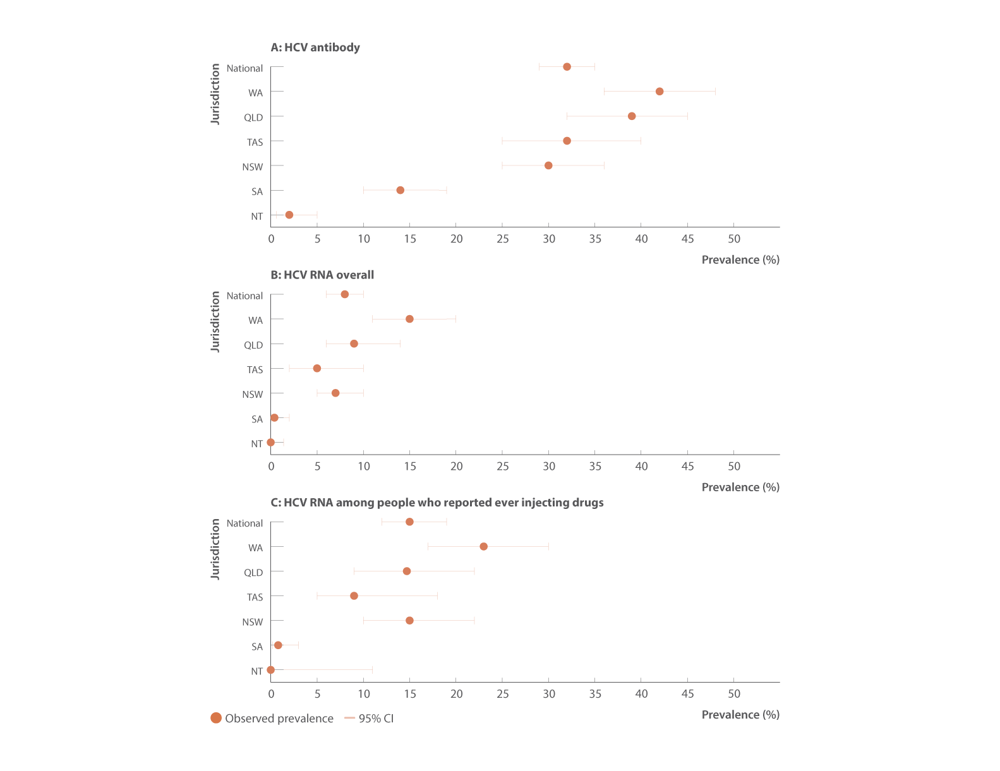 A: HCV antibody
Jurisdiction
National
WA
QLD
TAS
NSW
SA
NT
0 5 10 15 20 25 30 35 40 45 50
Prevalence (%)
B: HCV RNA overall
Jurisdiction
National
WA
QLD
TAS
NSW
SA
NT
0 5 10 15 20 25 30 35 40 45 50
Prevalence (%)
C: HCV RNA among people who reported ever injecting drugs
Jurisdiction
National
WA
QLD
TAS
NSW
SA
NT
0 5 10 15 20 25 30 35 40 45 50
Prevalence (%)
Observed prevalence 95% CI